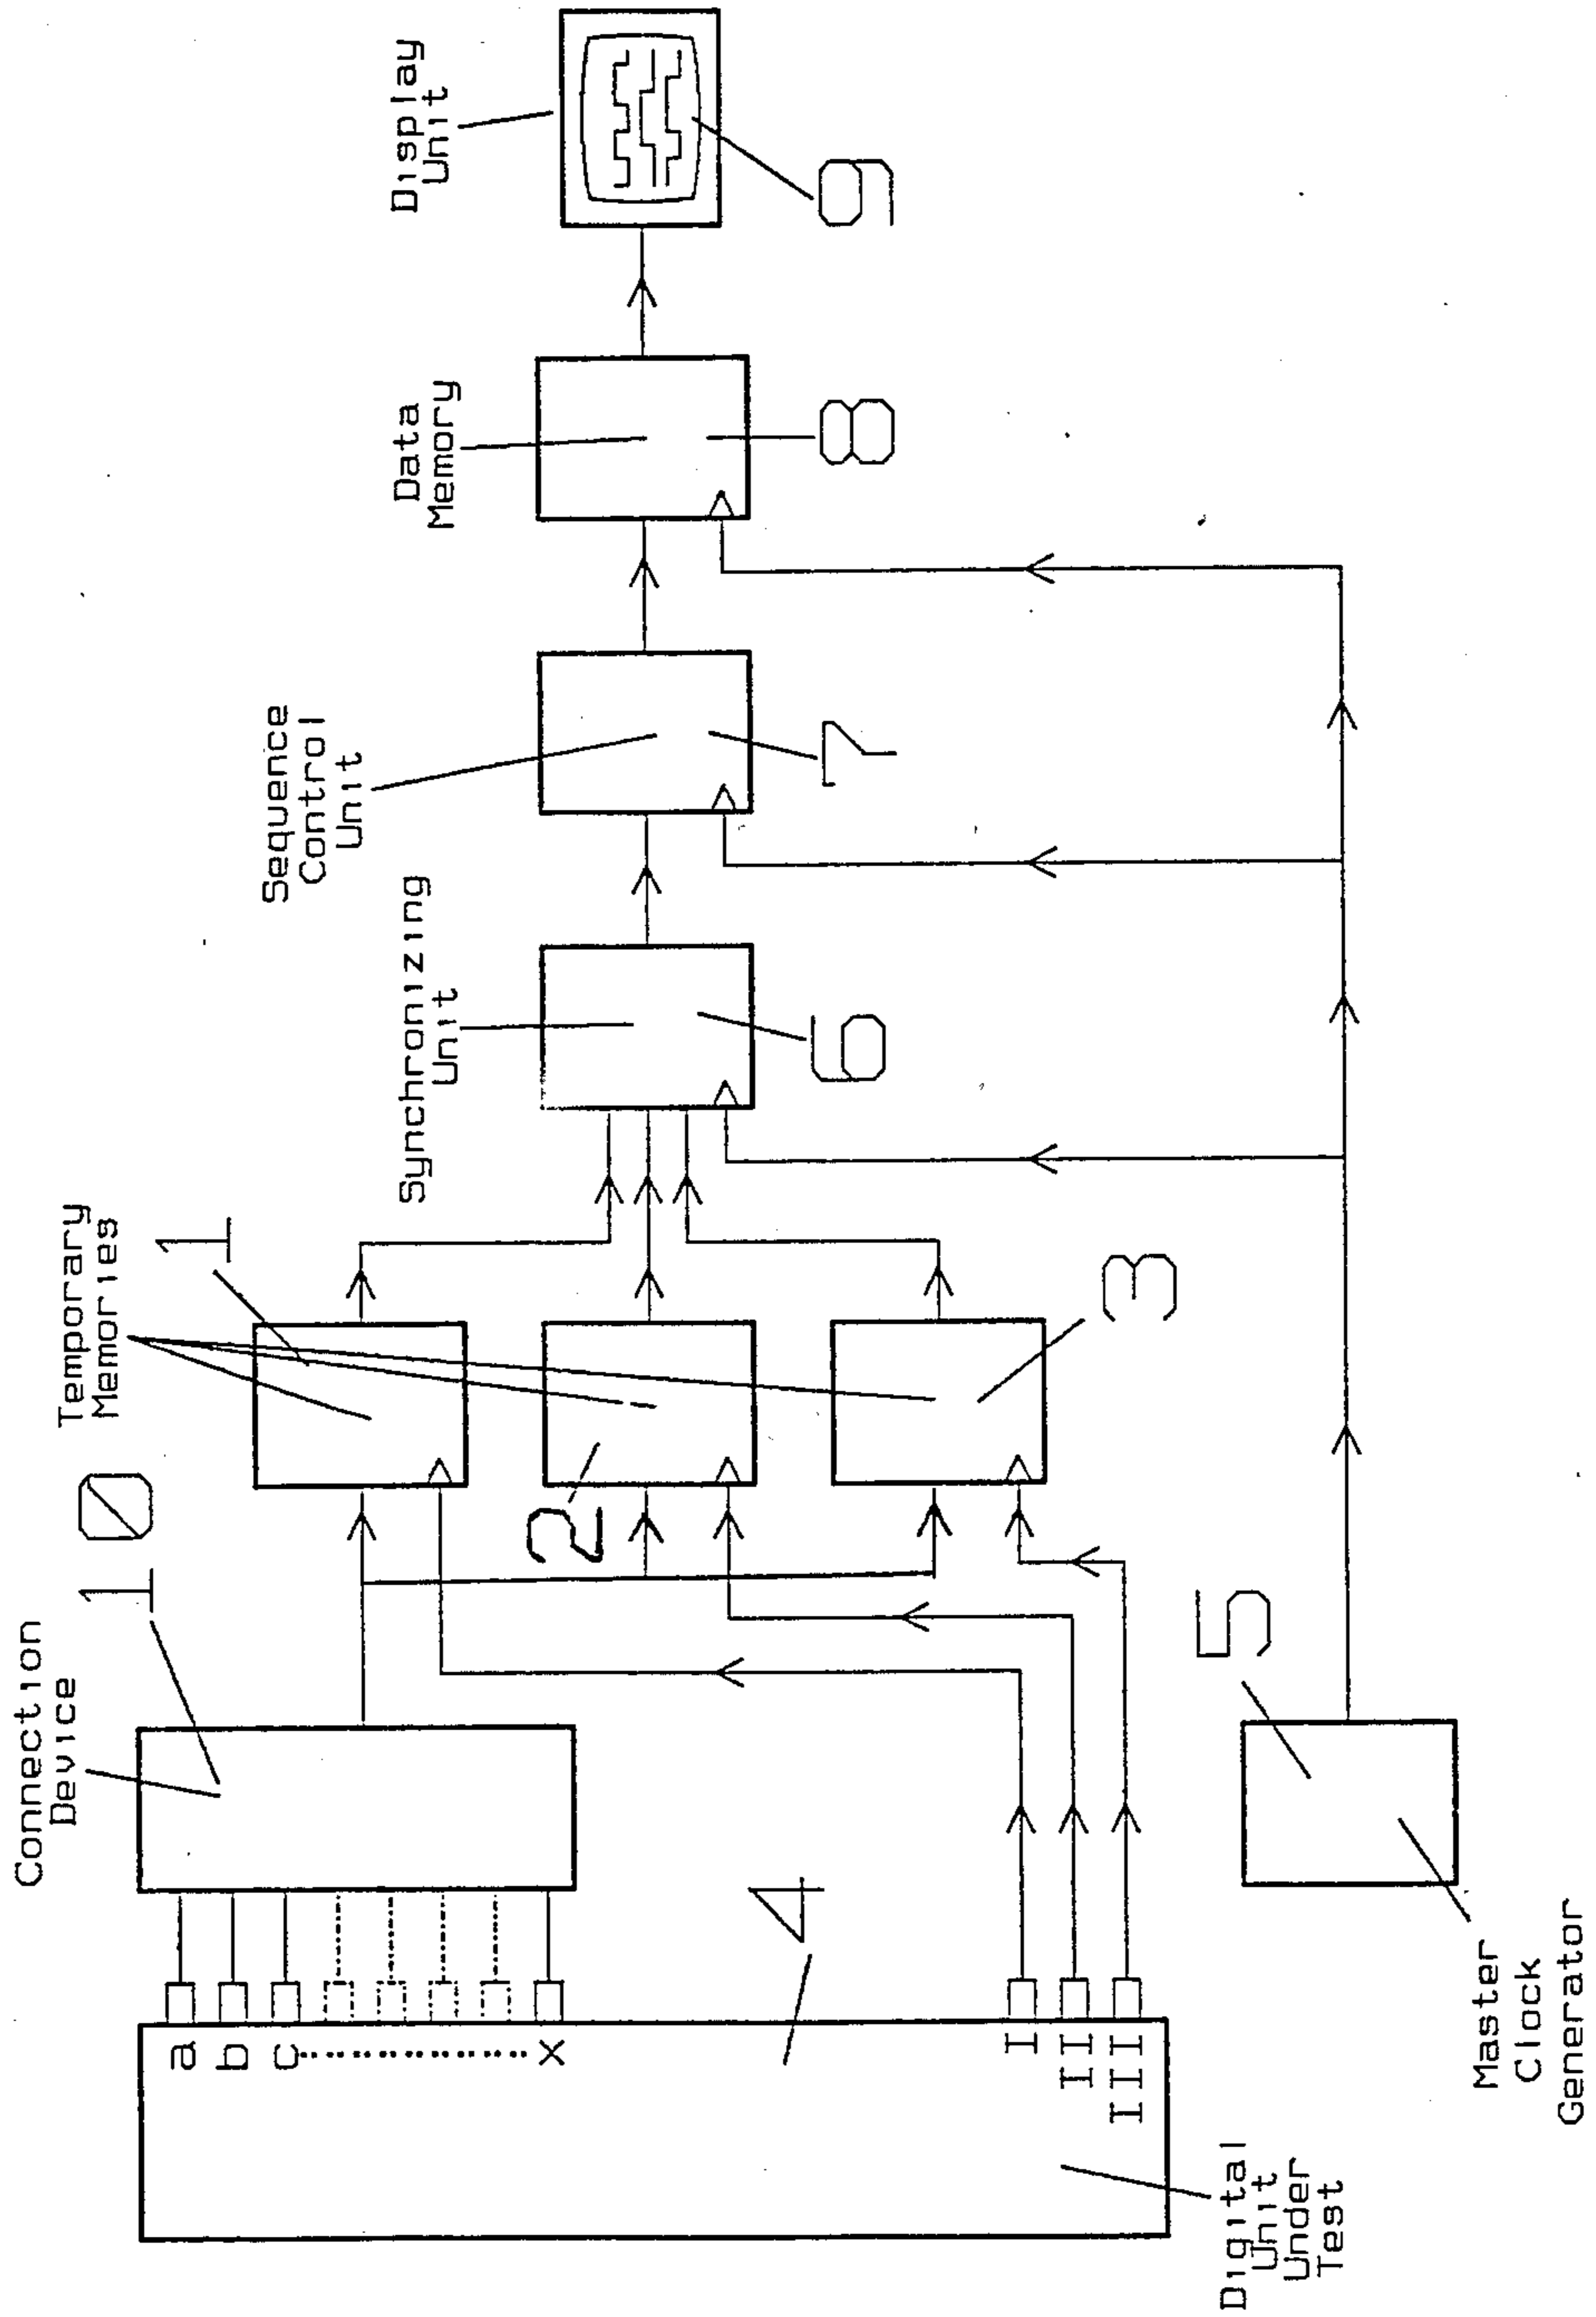 Connection
Device
10
Temporary
Memories
1
2
3
Synchronizing
Unit
6
Sequence
Control
Unit
7
Data
Memory
8
Display
Unit
9
a
b
c
x
4
I
II
III
Digital
Unit
Under
Test
5
Master
Clock
Generator